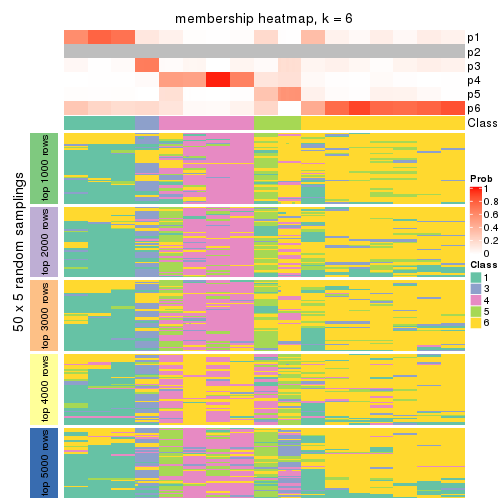 membership heatmap, k = 6
p1
p2
p3
p4
p5
p6
Class
50 x 5 random samplings
top 1000 rows
top 2000 rows
top 3000 rows
top 4000 rows
top 5000 rows
Prob
1
0.8
0.6
0.4
0.2
0
Class
1
3
4
5
6